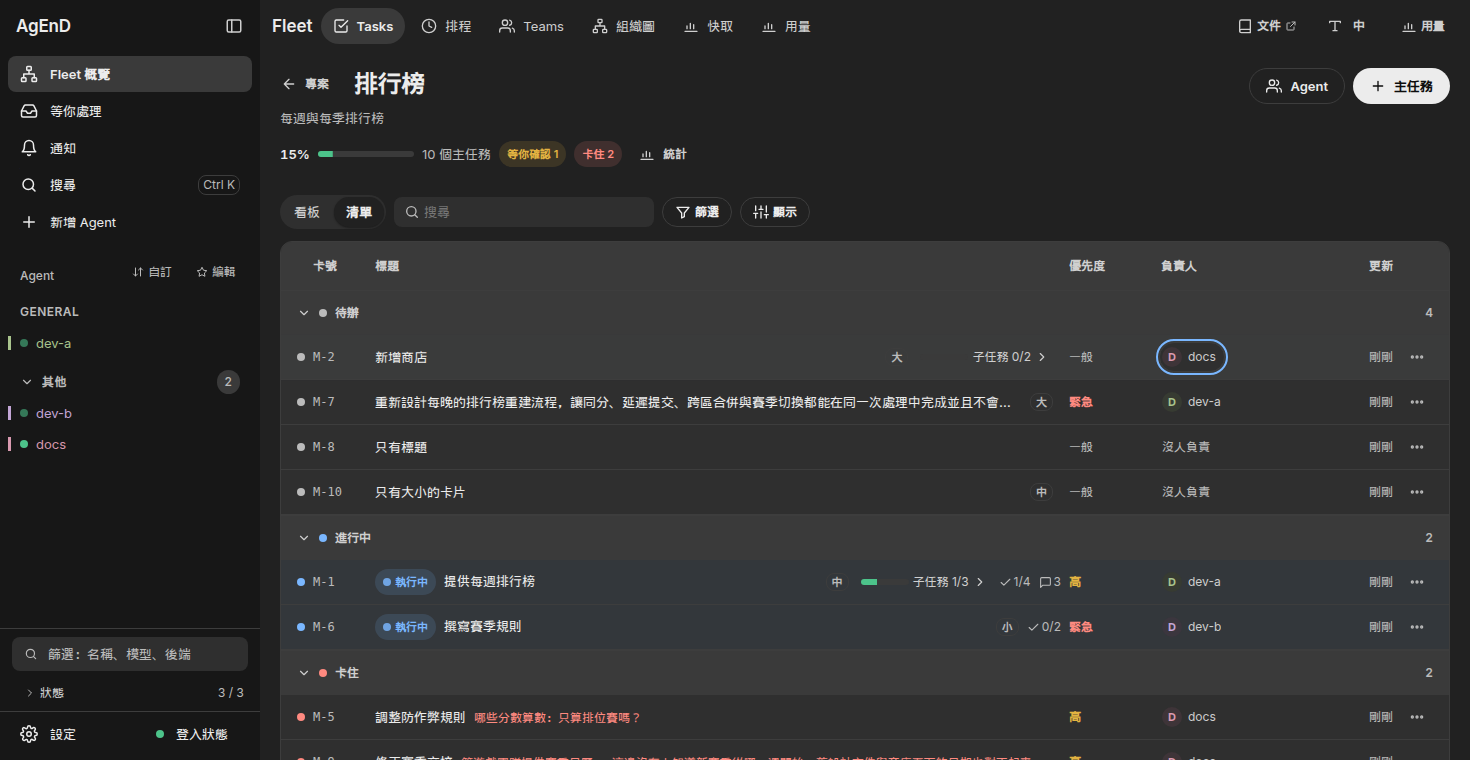 AgEnD
Fleet
Tasks
排程
Teams
組織圖
快取
用量
文件
中
用量
Fleet 概覽
等你處理
通知
搜尋
Ctrl K
新增 Agent
Agent
自訂
編輯
GENERAL
dev-a
其他
2
dev-b
docs
篩選：名稱、模型、後端
狀態
3 / 3
設定
登入狀態
專案
排行榜
Agent
主任務
每週與每季排行榜
15%
10 個主任務
等你確認 1
卡住 2
統計
看板
清單
搜尋
篩選
顯示
卡號 標題 優先度 負責人 更新
待辦 4
M-2 新增商店 大 子任務 0/2 一般 D docs 剛剛
M-7 重新設計每晚的排行榜重建流程，讓同分、延遲提交、跨區合併與賽季切換都能在同一次處理中完成並且不會... 大 緊急 D dev-a 剛剛
M-8 只有標題 一般 沒人負責 剛剛
M-10 只有大小的卡片 中 一般 沒人負責 剛剛
進行中 2
M-1 執行中 提供每週排行榜 中 子任務 1/3 1/4 3 高 D dev-a 剛剛
M-6 執行中 撰寫賽季規則 小 0/2 緊急 D dev-b 剛剛
卡住 2
M-5 調整防作弊規則 哪些分數算數：只算排位賽嗎？ 高 D docs 剛剛